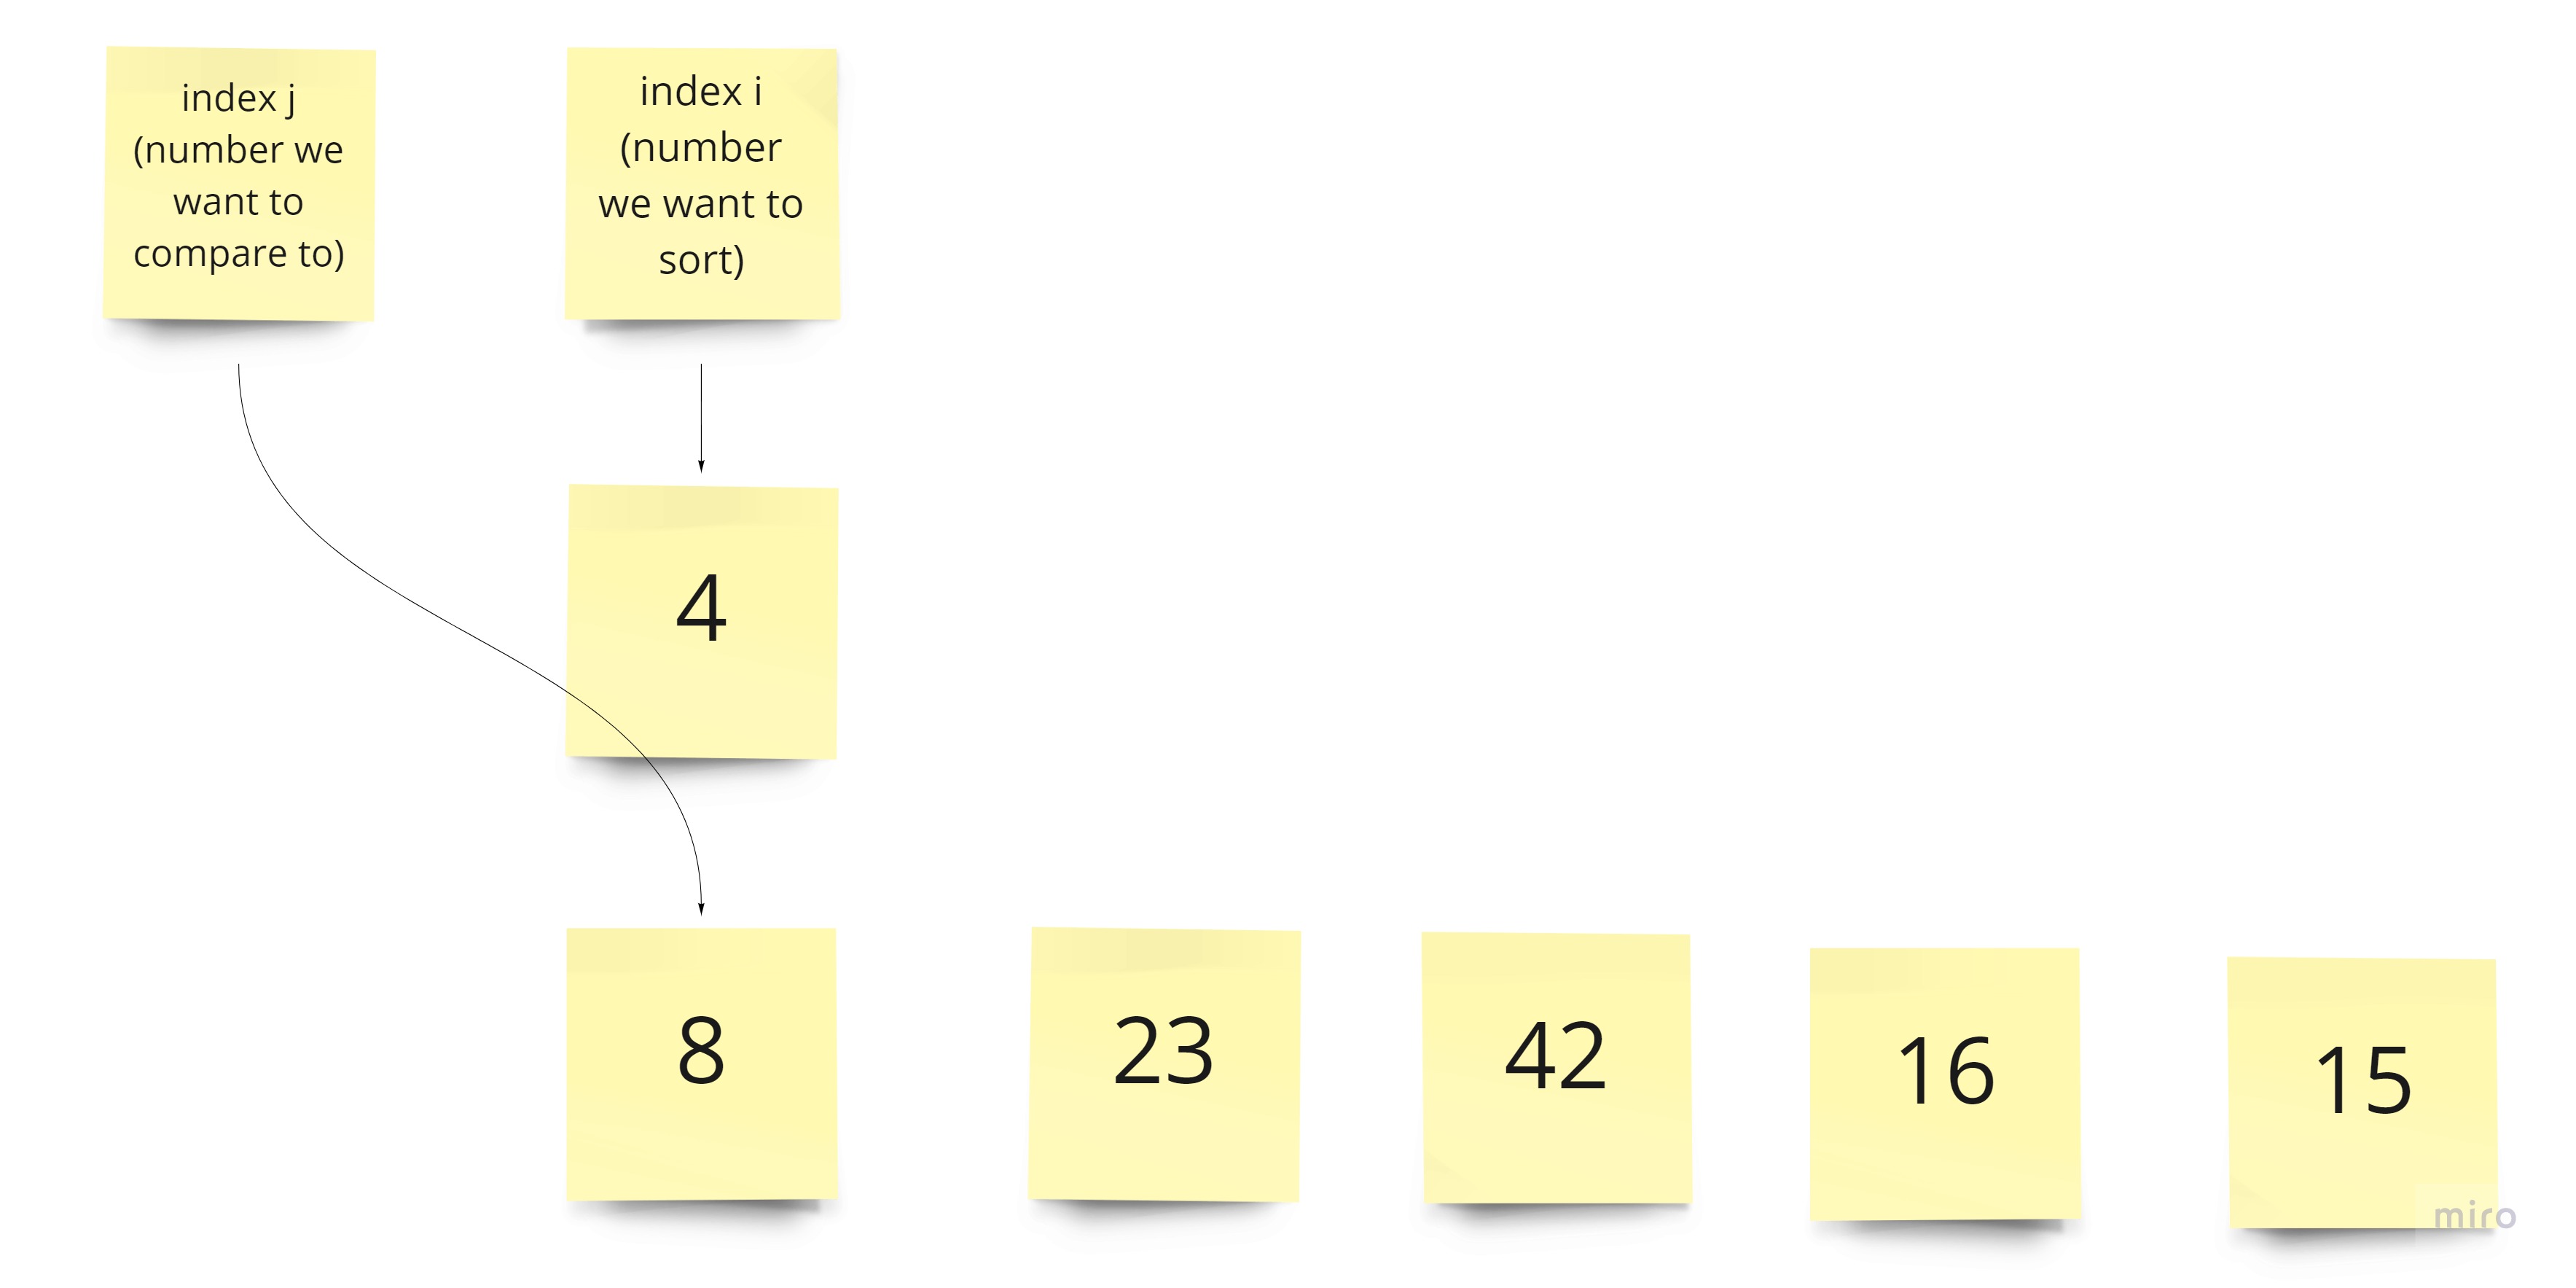 index j
(number we
want to
compare to)
index i
(number
we want to
sort)
4
8
23
42
16
15
miro